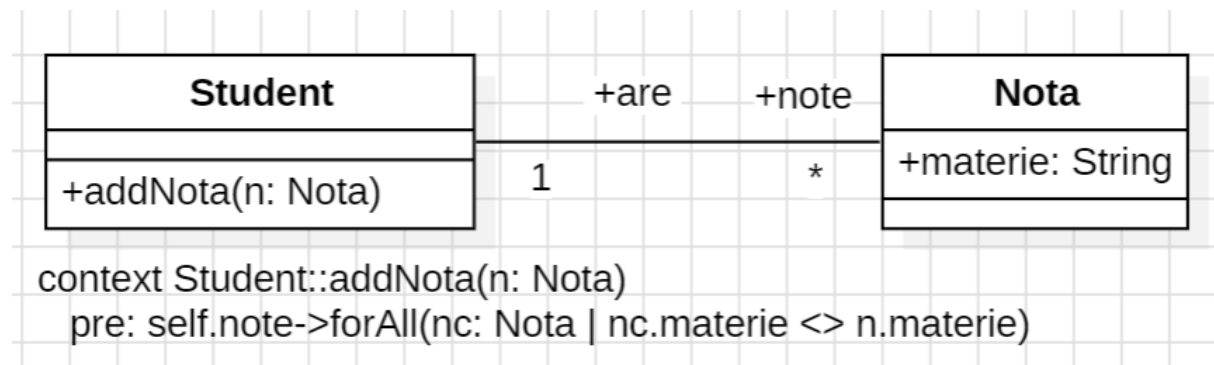 Student
+addNota(n: Nota)
+are
+note
1
*
Nota
+materie: String
context Student::addNota(n: Nota)
pre: self.note->forAll(nc: Nota | nc.materie <> n.materie)